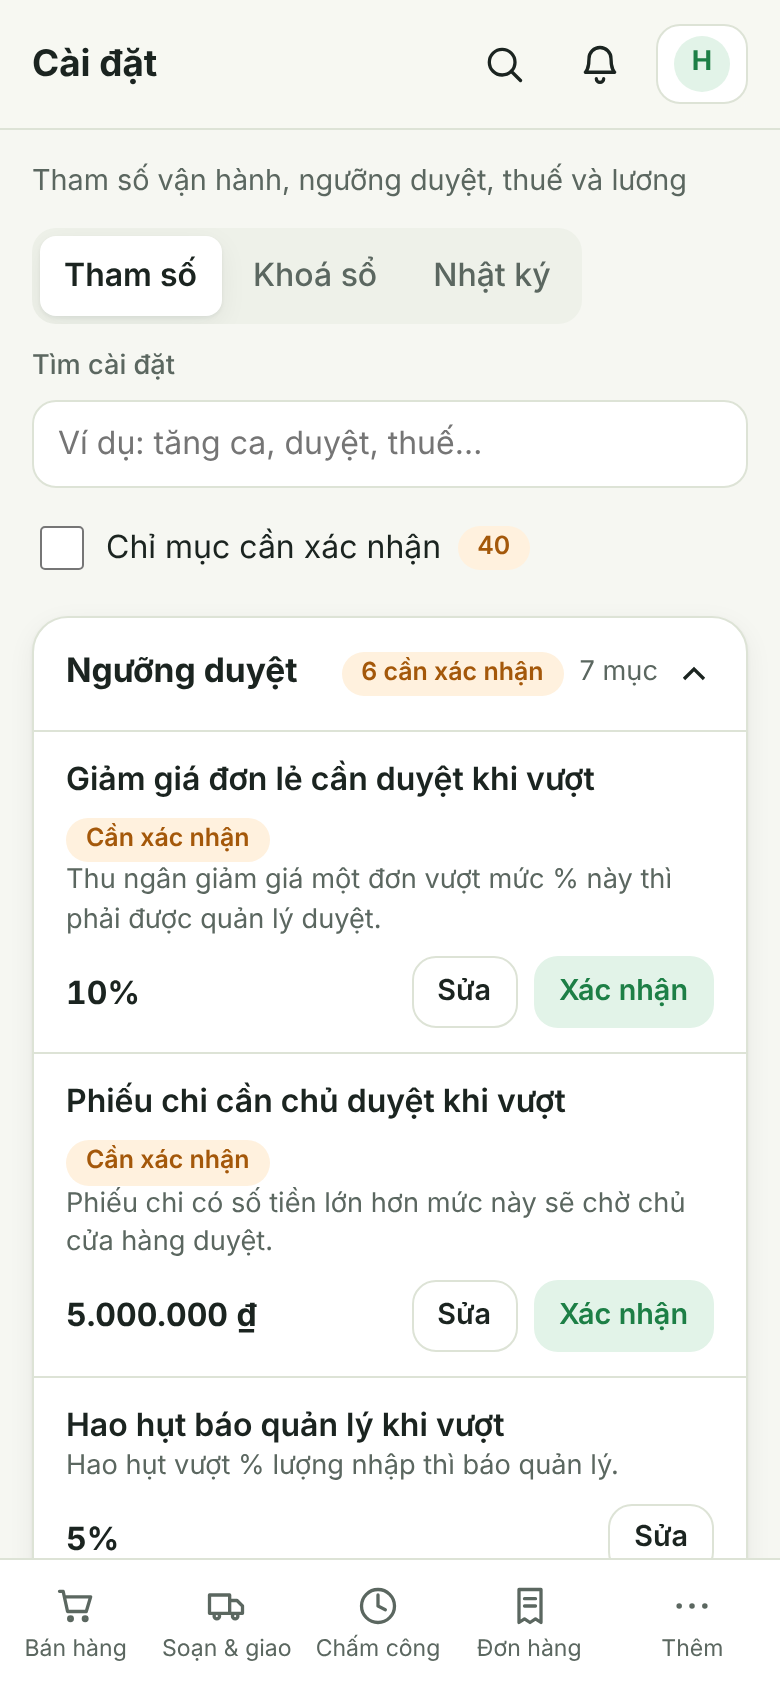 Cài đặt
H
Tham số vận hành, ngưỡng duyệt, thuế và lương
Tham số
Khoá sổ
Nhật ký
Tìm cài đặt
Ví dụ: tăng ca, duyệt, thuế...
Chỉ mục cần xác nhận 40
Ngưỡng duyệt 6 cần xác nhận 7 mục
Giảm giá đơn lẻ cần duyệt khi vượt
Cần xác nhận
Thu ngân giảm giá một đơn vượt mức % này thì
phải được quản lý duyệt.
10% Sửa Xác nhận
Phiếu chi cần chủ duyệt khi vượt
Cần xác nhận
Phiếu chi có số tiền lớn hơn mức này sẽ chờ chủ
cửa hàng duyệt.
5.000.000 ₫ Sửa Xác nhận
Hao hụt báo quản lý khi vượt
Hao hụt vượt % lượng nhập thì báo quản lý.
5% Sửa
Bán hàng
Soạn & giao
Chấm công
Đơn hàng
Thêm